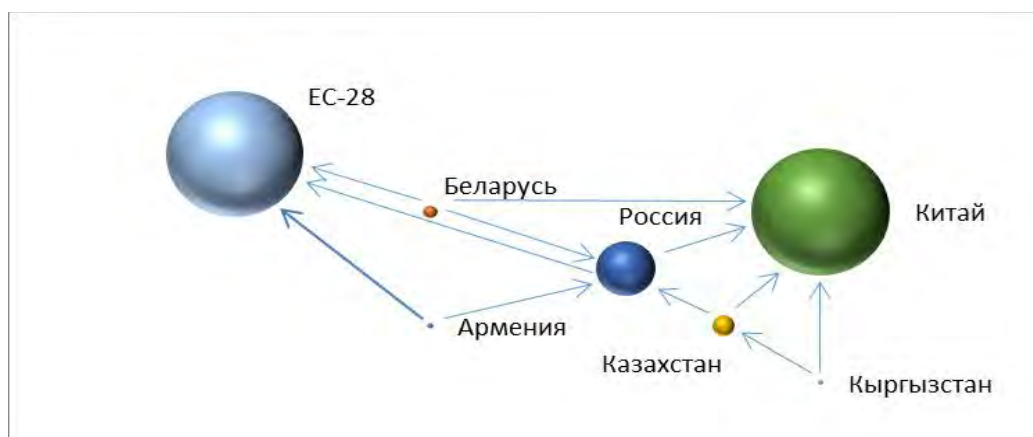 ЕС-28
Беларусь
Россия
Китай
Армения
Казахстан
Кыргызстан